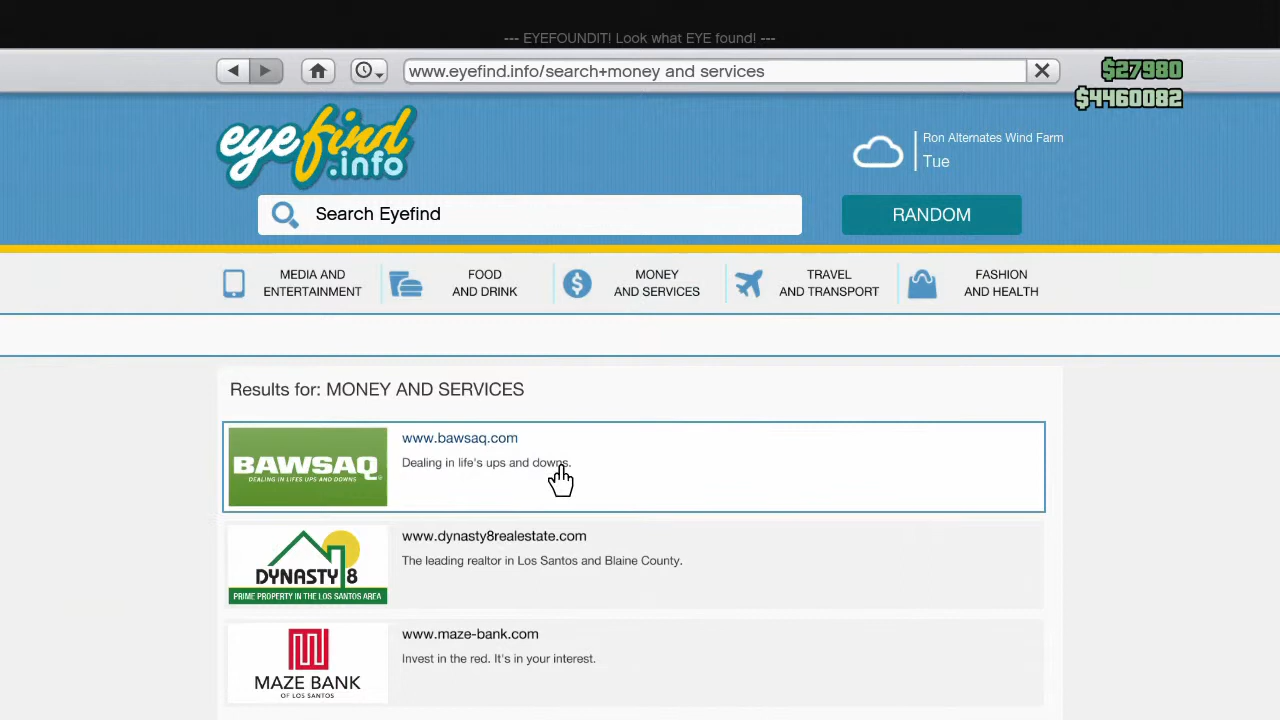 --- EYEFOUNDIT! Look what EYE found! ---
www.eyefind.info/search+money and services
$27980
$4460082
eyefind
.info
Ron Alternates Wind Farm
Tue
Search Eyefind
RANDOM
MEDIA AND
ENTERTAINMENT
FOOD
AND DRINK
MONEY
AND SERVICES
TRAVEL
AND TRANSPORT
FASHION
AND HEALTH
Results for: MONEY AND SERVICES
BAWSAQ
DEALING IN LIFES UPS AND DOWNS
www.bawsaq.com
Dealing in life's ups and downs.
DYNASTY 8
PRIME PROPERTY IN THE LOS SANTOS AREA
www.dynasty8realestate.com
The leading realtor in Los Santos and Blaine County.
MAZE BANK
OF LOS SANTOS
www.maze-bank.com
Invest in the red. It's in your interest.